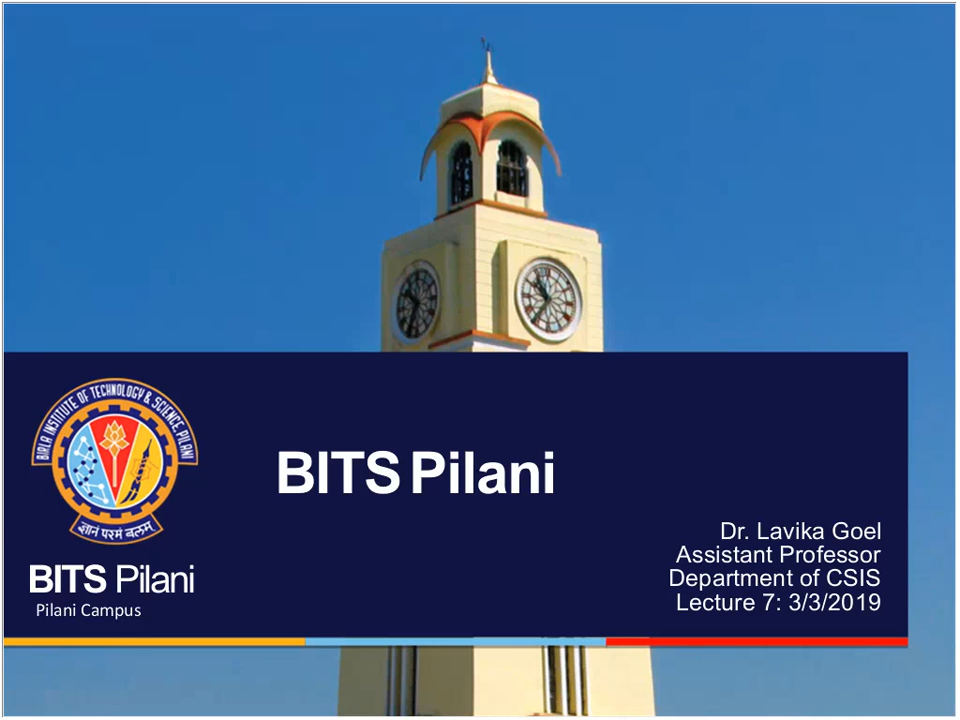 BIRLA INSTITUTE OF TECHNOLOGY & SCIENCE, PILANI
ज्ञानं परमं बलम्
BITS Pilani
Pilani Campus
BITS Pilani
Dr. Lavika Goel
Assistant Professor
Department of CSIS
Lecture 7: 3/3/2019